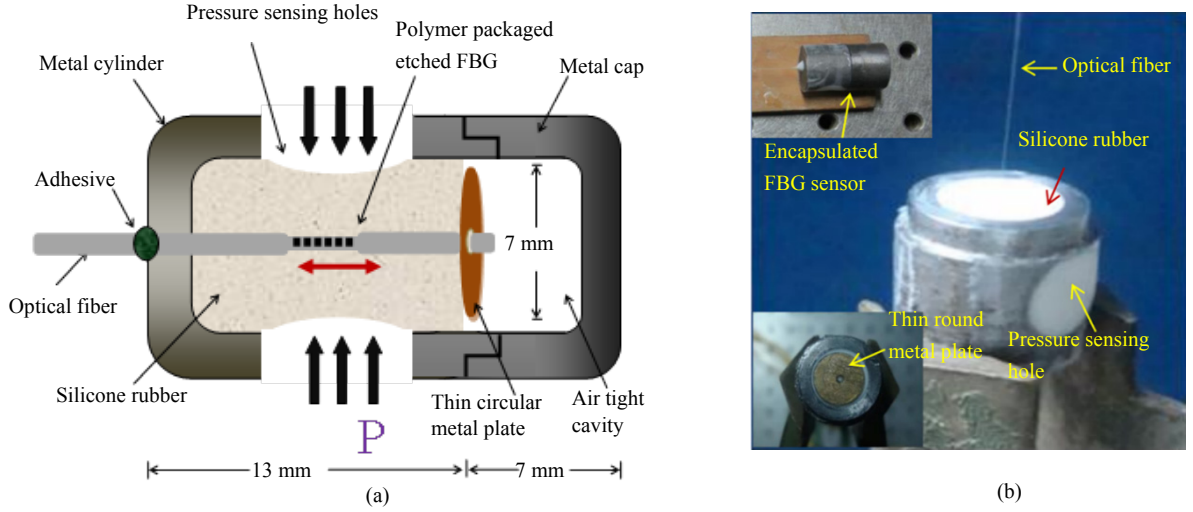 Pressure sensing holes
Polymer packaged
etched FBG
Metal cylinder
Metal cap
Adhesive
7 mm
Optical fiber
Silicone rubber
Thin circular
metal plate
Air tight
cavity
P
13 mm
7 mm
(a)
Optical fiber
Silicone rubber
Encapsulated
FBG sensor
Thin round
metal plate
Pressure sensing
hole
(b)